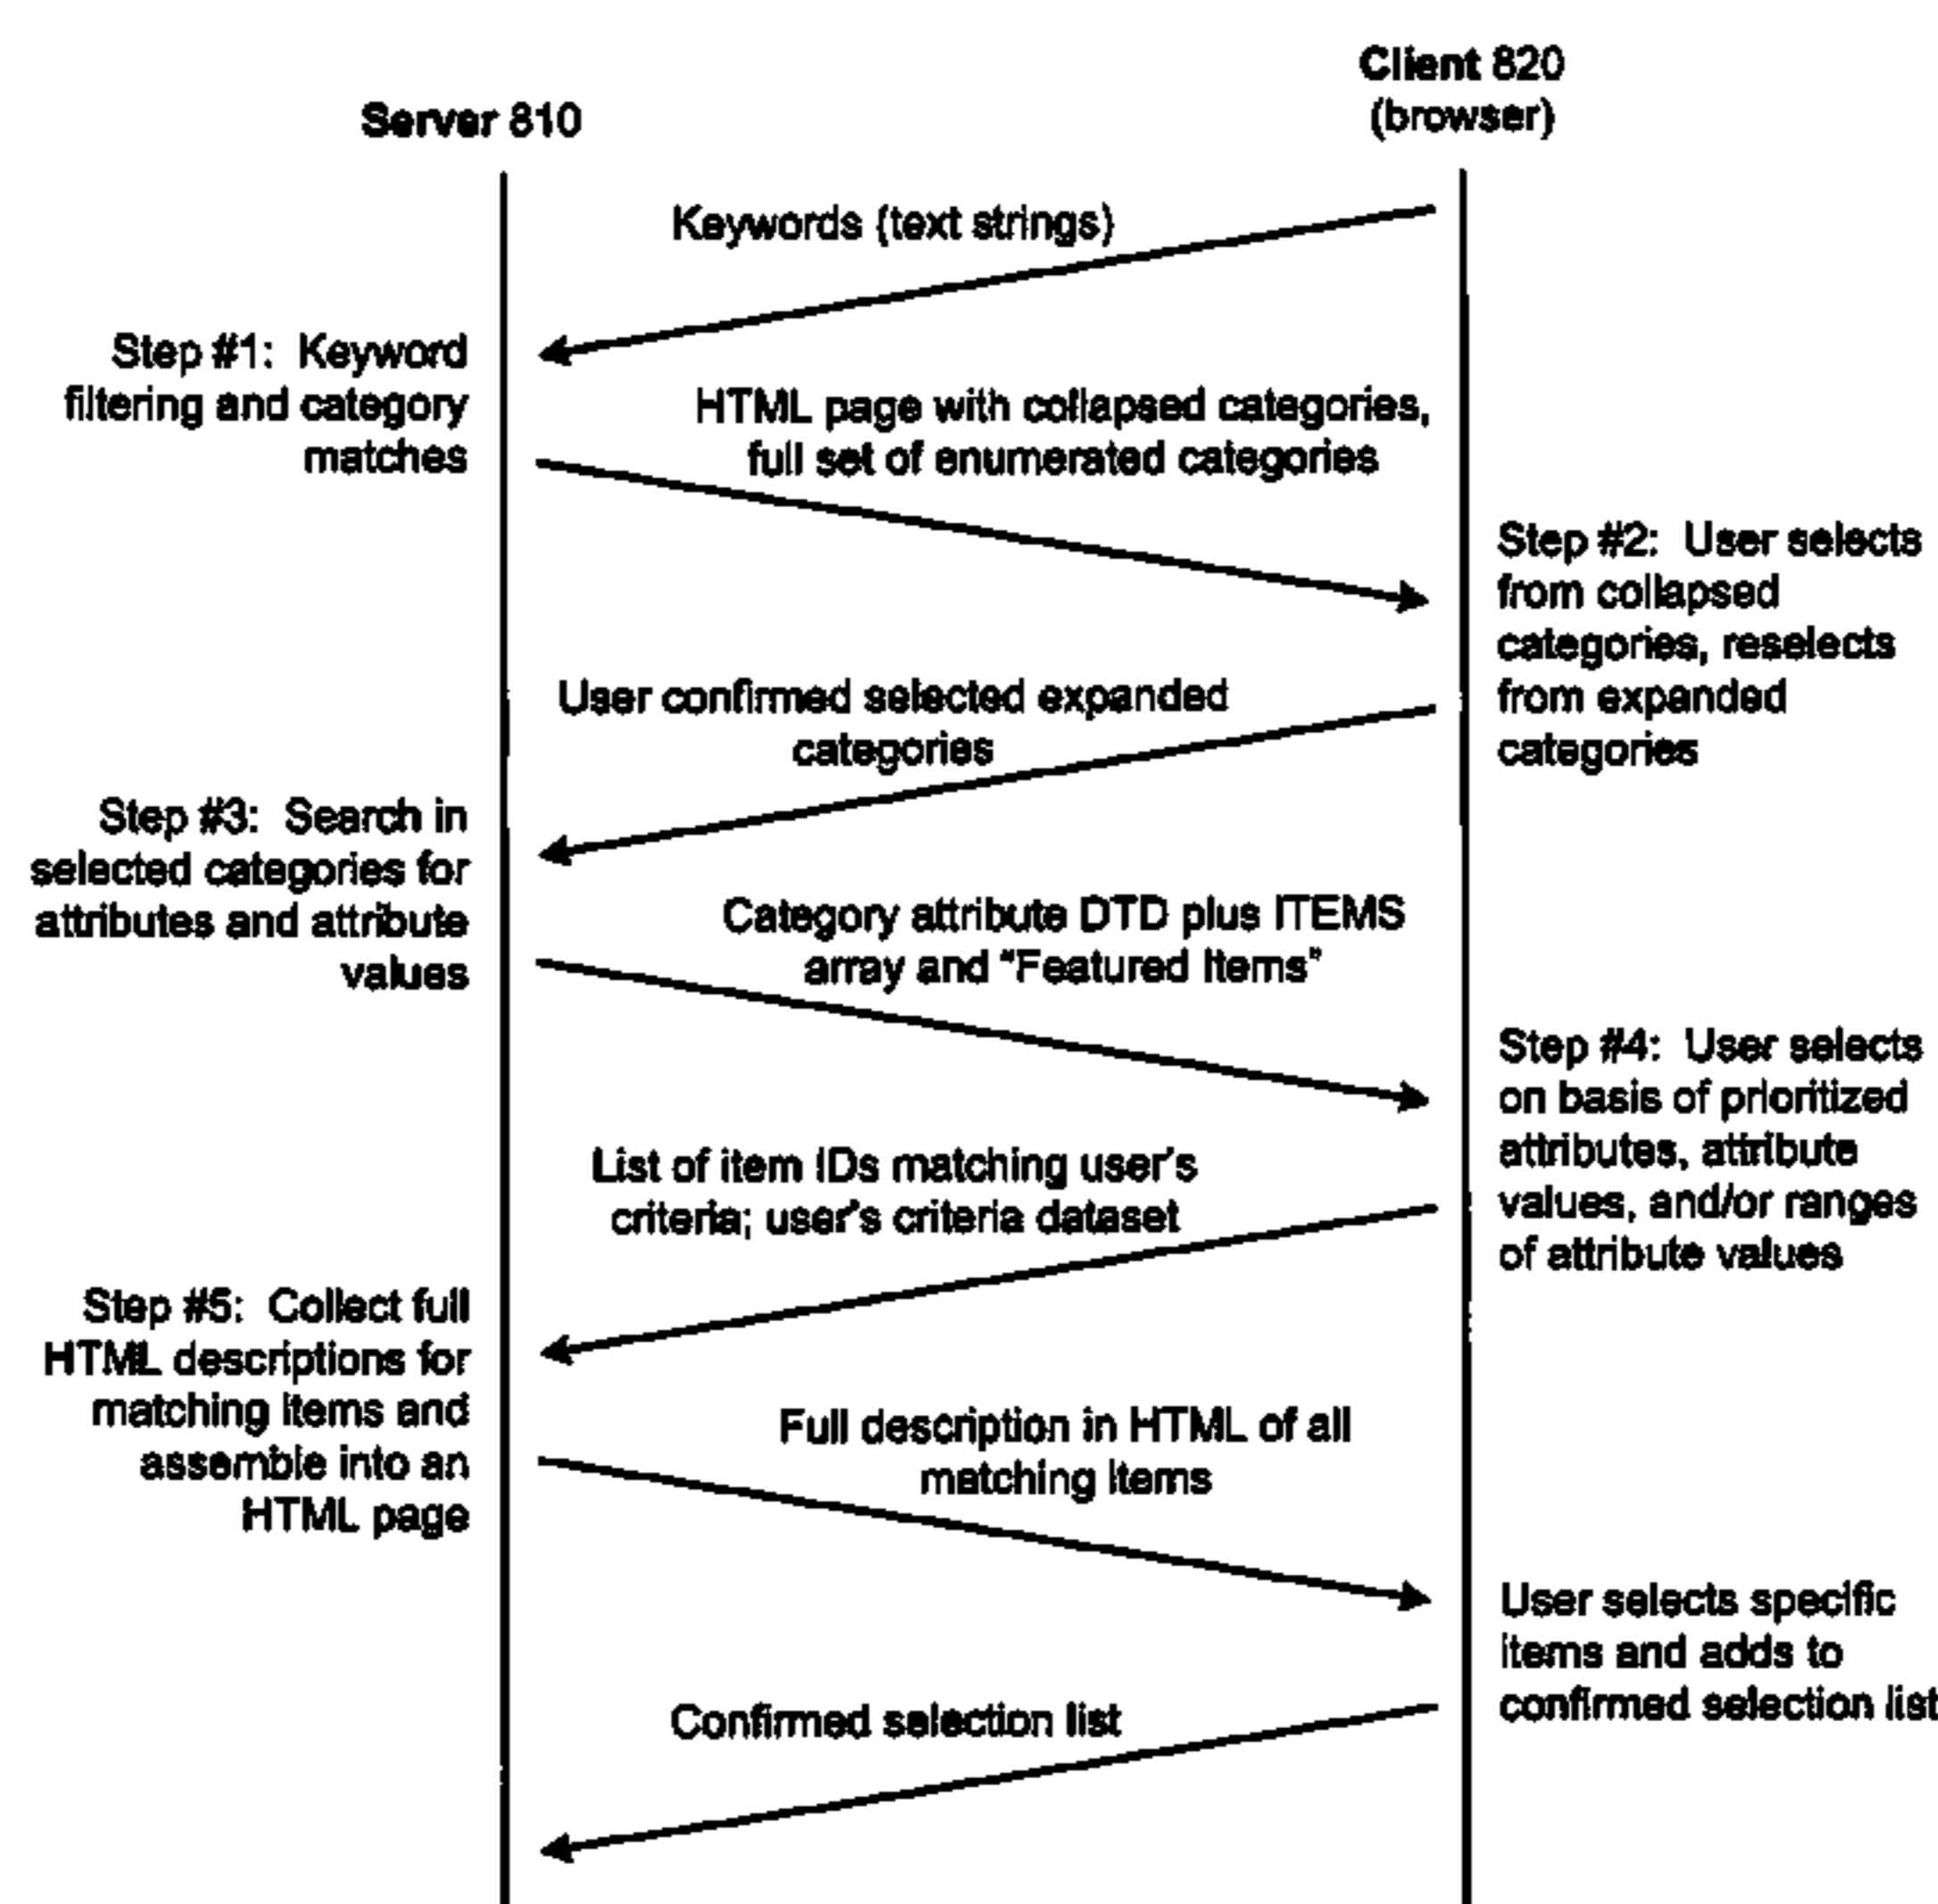 Client 820
(browser)
Server 810
Keywords (text strings)
Step #1: Keyword
filtering and category
matches
HTML page with collapsed categories,
full set of enumerated categories
Step #2: User selects
from collapsed
categories, reselects
from expanded
categories
User confirmed selected expanded
categories
Step #3: Search in
selected categories for
attributes and attribute
values
Category attribute DTD plus ITEMS
array and “Featured Items”
Step #4: User selects
on basis of prioritized
attributes, attribute
values, and/or ranges
of attribute values
List of item IDs matching user's
criteria; user's criteria dataset
Step #5: Collect full
HTML descriptions for
matching items and
assemble into an
HTML page
Full description in HTML of all
matching items
User selects specific
items and adds to
confirmed selection list
Confirmed selection list